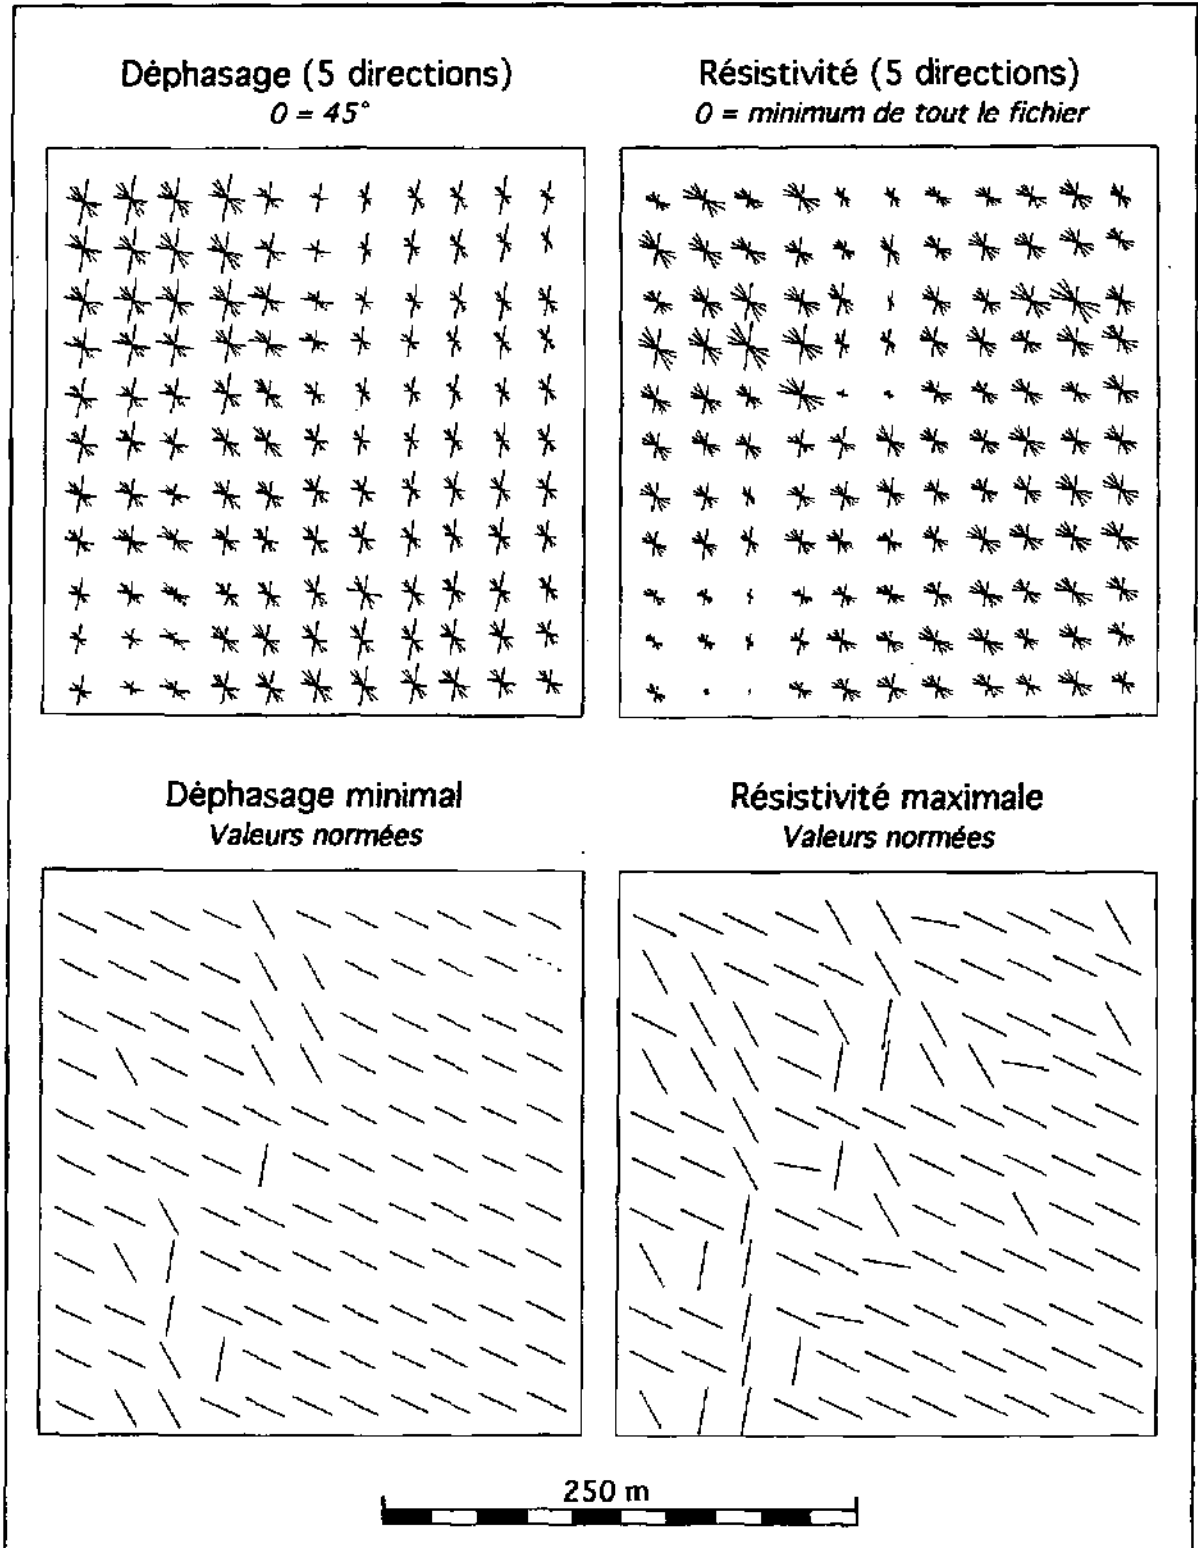 Déphasage (5 directions)
0 = 45°
Résistivité (5 directions)
0 = minimum de tout le fichier
Déphasage minimal
Valeurs normées
Résistivité maximale
Valeurs normées
250 m